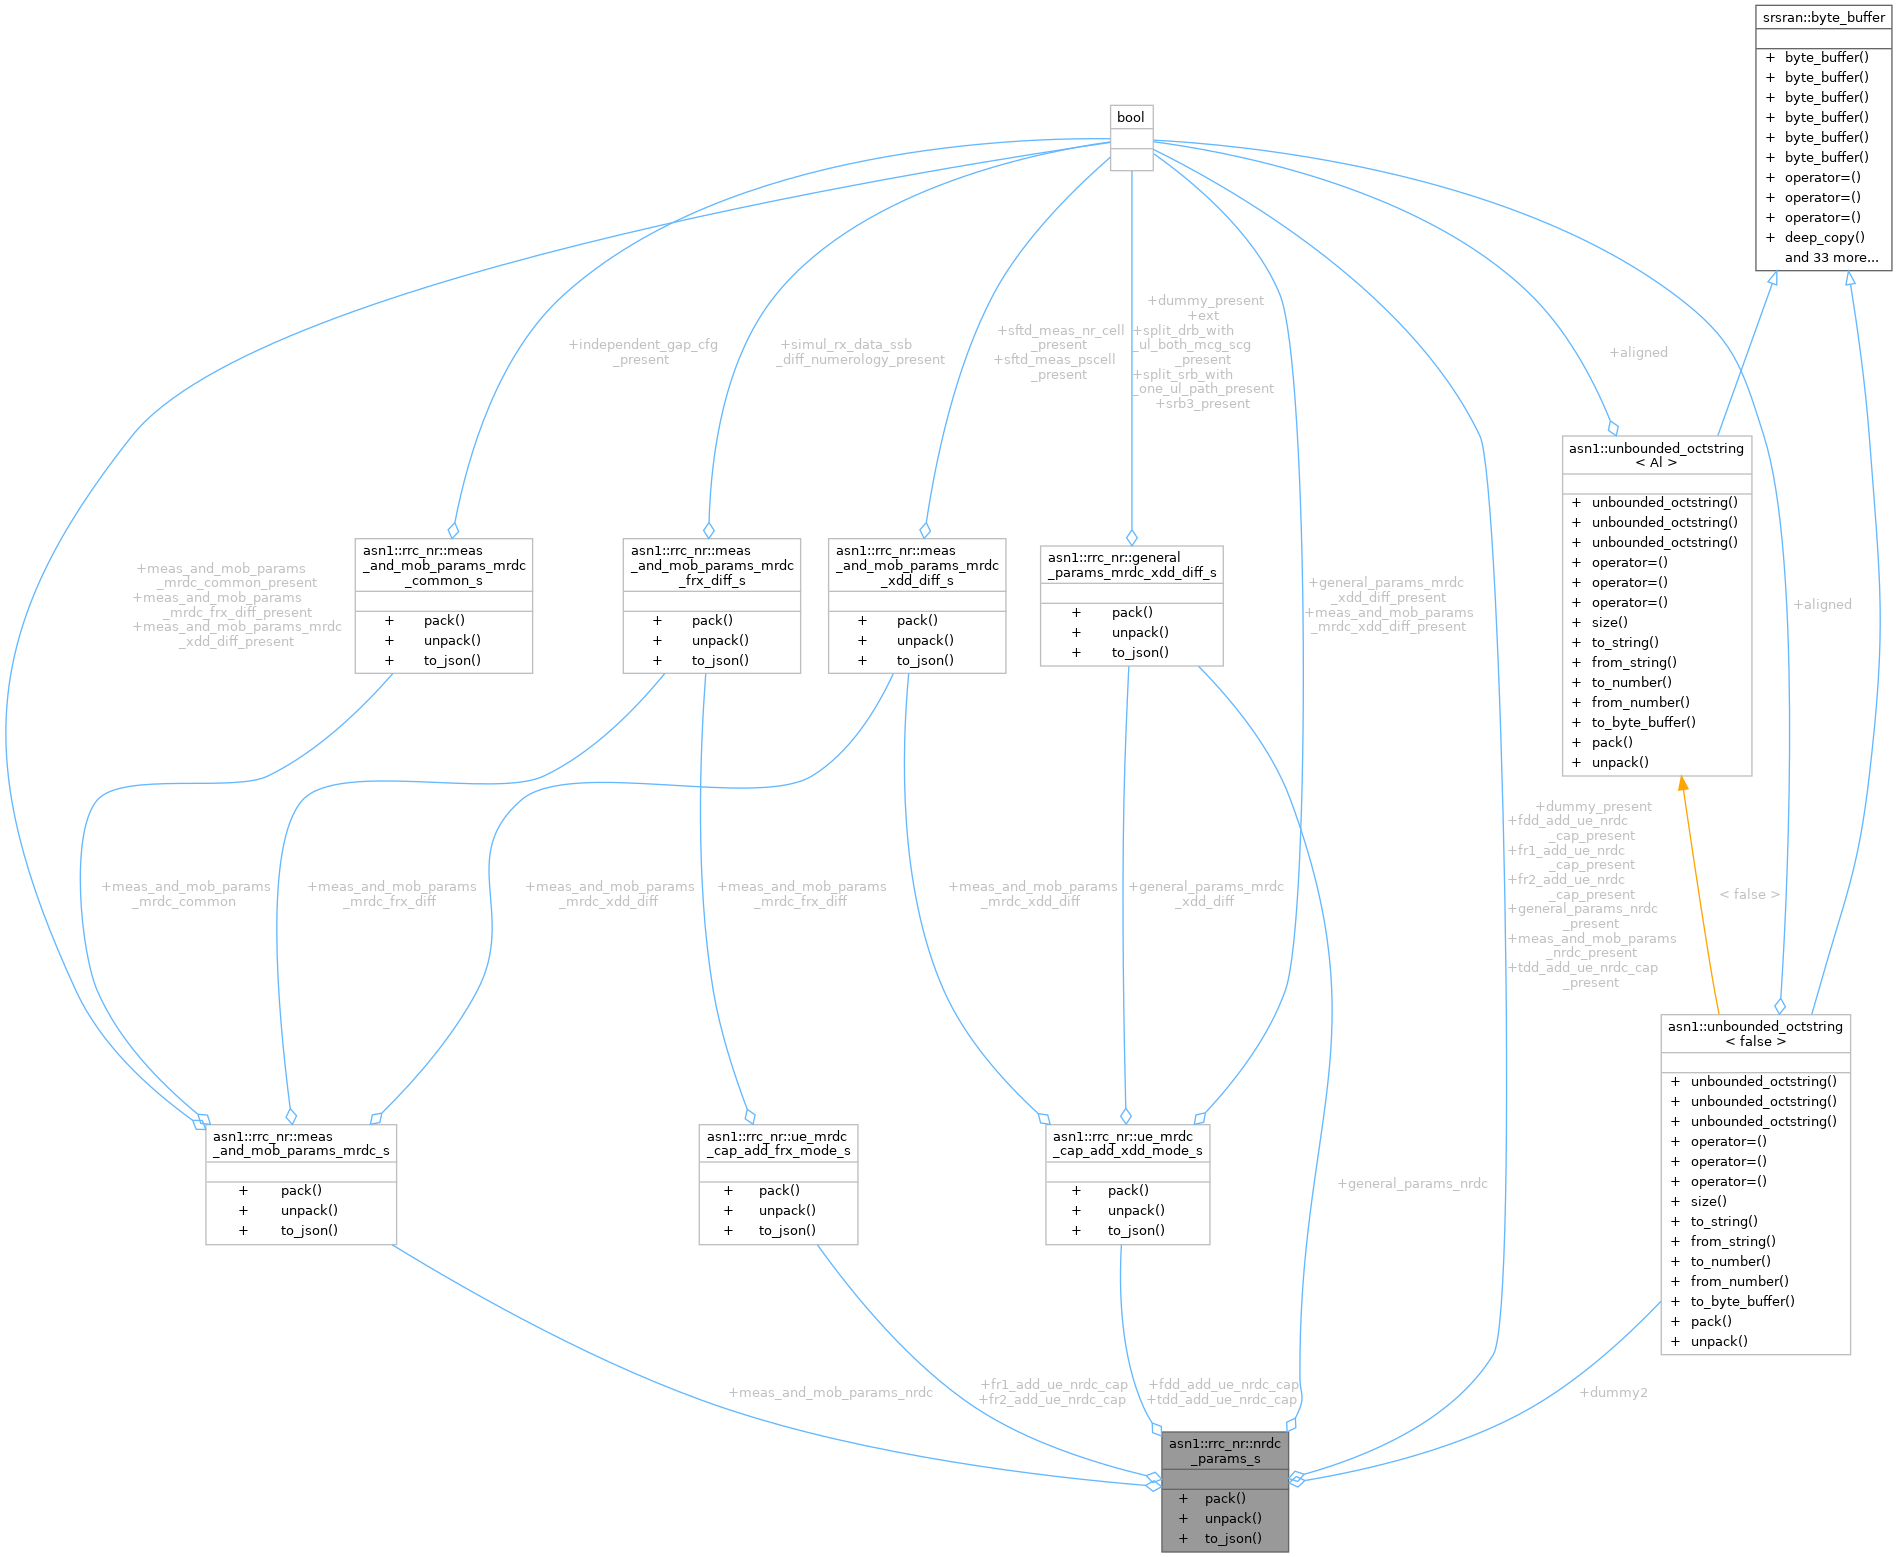 srsran::byte_buffer
+ byte_buffer()
+ byte_buffer()
+ byte_buffer()
+ byte_buffer()
+ byte_buffer()
+ byte_buffer()
+ operator=()
+ operator=()
+ operator=()
+ deep_copy()
and 33 more...
bool
+independent_gap_cfg
_present
+simul_rx_data_ssb
_diff_numerology_present
+sftd_meas_nr_cell
_present
+sftd_meas_pscell
_present
+dummy_present
+ext
+split_drb_with
_ul_both_mcg_scg
_present
+split_srb_with
_one_ul_path_present
+srb3_present
+aligned
asn1::unbounded_octstring
< Al >
+ unbounded_octstring()
+ unbounded_octstring()
+ unbounded_octstring()
+ operator=()
+ operator=()
+ operator=()
+ size()
+ to_string()
+ from_string()
+ to_number()
+ from_number()
+ to_byte_buffer()
+ pack()
+ unpack()
+meas_and_mob_params
_mrdc_common_present
+meas_and_mob_params
_mrdc_frx_diff_present
+meas_and_mob_params_mrdc
_xdd_diff_present
asn1::rrc_nr::meas
_and_mob_params_mrdc
_common_s
+ pack()
+ unpack()
+ to_json()
asn1::rrc_nr::meas
_and_mob_params_mrdc
_frx_diff_s
+ pack()
+ unpack()
+ to_json()
asn1::rrc_nr::meas
_and_mob_params_mrdc
_xdd_diff_s
+ pack()
+ unpack()
+ to_json()
asn1::rrc_nr::general
_params_mrdc_xdd_diff_s
+ pack()
+ unpack()
+ to_json()
+general_params_mrdc
_xdd_diff_present
+meas_and_mob_params
_mrdc_xdd_diff_present
+aligned
+dummy_present
+fdd_add_ue_nrdc
_cap_present
+fr1_add_ue_nrdc
_cap_present
+fr2_add_ue_nrdc
_cap_present
+general_params_nrdc
_present
+meas_and_mob_params
_nrdc_present
+tdd_add_ue_nrdc_cap
_present
< false >
+meas_and_mob_params
_mrdc_common
+meas_and_mob_params
_mrdc_frx_diff
+meas_and_mob_params
_mrdc_xdd_diff
+meas_and_mob_params
_mrdc_frx_diff
+meas_and_mob_params
_mrdc_xdd_diff
+general_params_mrdc
_xdd_diff
asn1::unbounded_octstring
< false >
+ unbounded_octstring()
+ unbounded_octstring()
+ unbounded_octstring()
+ operator=()
+ operator=()
+ operator=()
+ size()
+ to_string()
+ from_string()
+ to_number()
+ from_number()
+ to_byte_buffer()
+ pack()
+ unpack()
asn1::rrc_nr::meas
_and_mob_params_mrdc_s
+ pack()
+ unpack()
+ to_json()
asn1::rrc_nr::ue_mrdc
_cap_add_frx_mode_s
+ pack()
+ unpack()
+ to_json()
asn1::rrc_nr::ue_mrdc
_cap_add_xdd_mode_s
+ pack()
+ unpack()
+ to_json()
+general_params_nrdc
+meas_and_mob_params_nrdc
+fr1_add_ue_nrdc_cap
+fr2_add_ue_nrdc_cap
+fdd_add_ue_nrdc_cap
+tdd_add_ue_nrdc_cap
+dummy2
asn1::rrc_nr::nrdc
_params_s
+ pack()
+ unpack()
+ to_json()